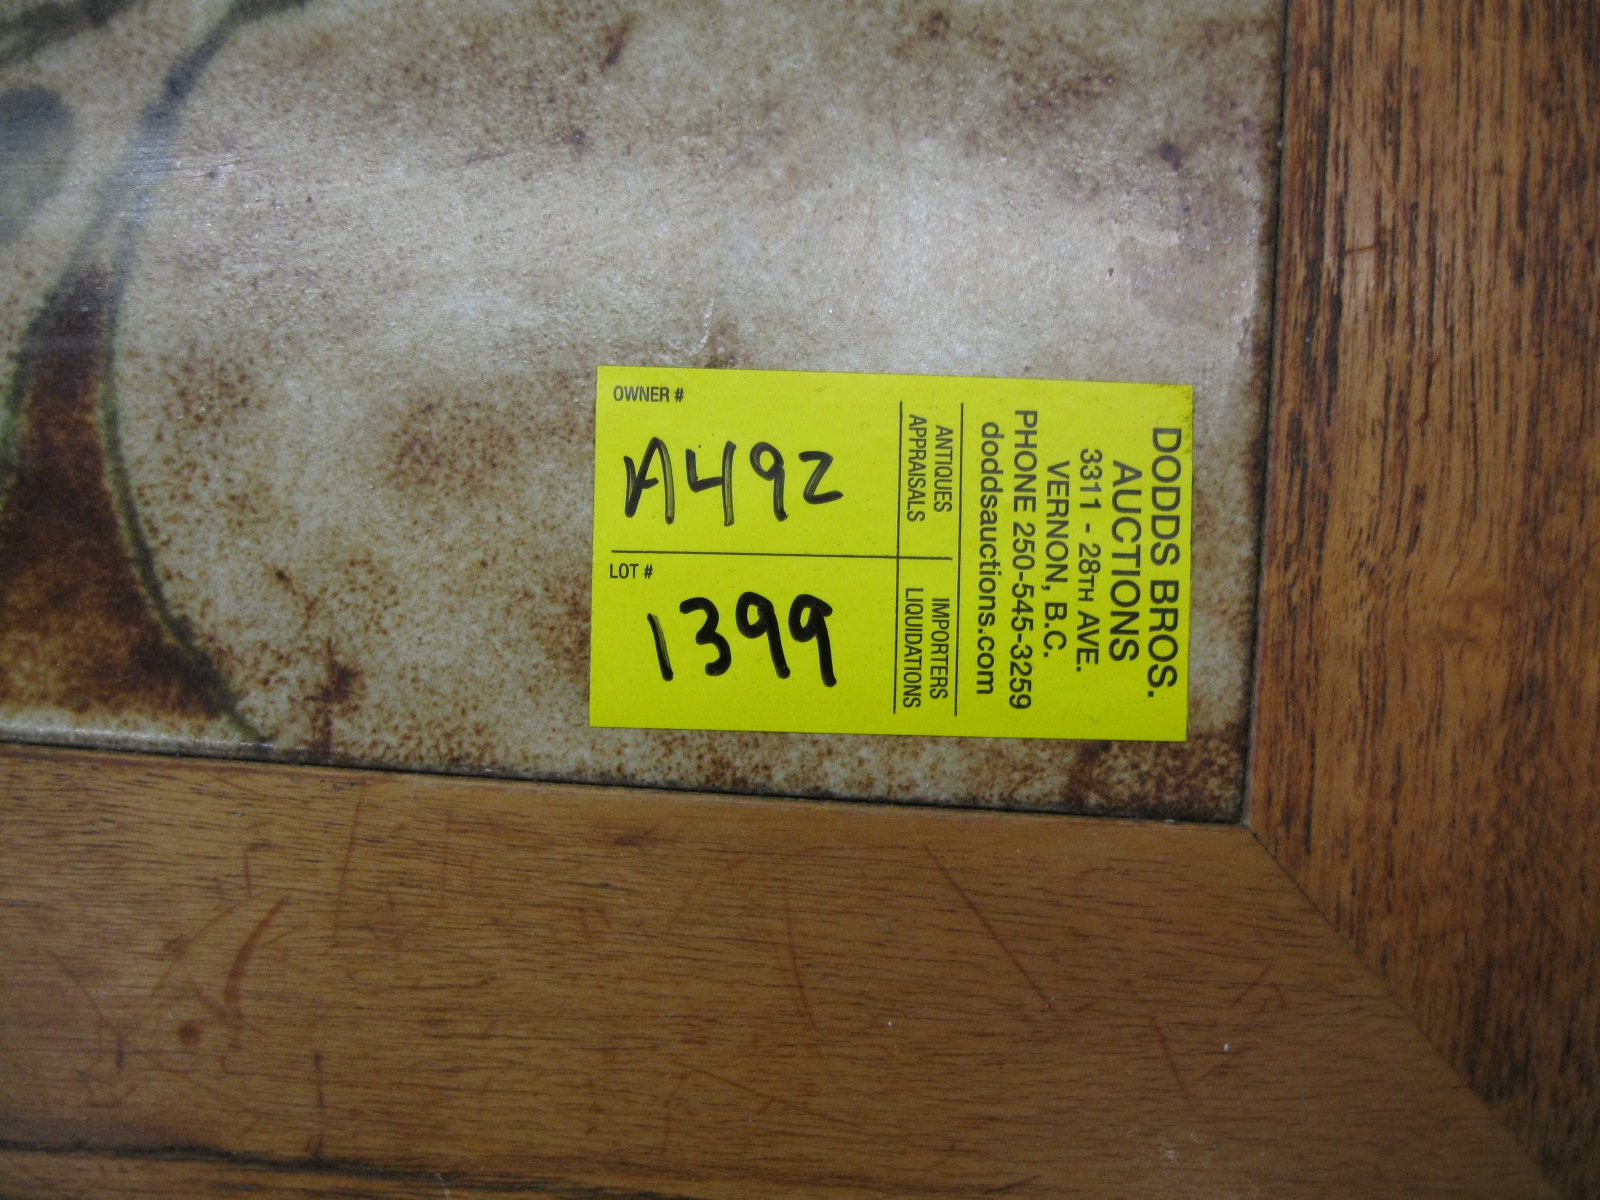 DODDS BROS.
AUCTIONS
3311 - 28TH AVE.
VERNON, B.C.
PHONE 250-545-3259
doddsauctions.com
ANTIQUES IMPORTERS
APPRAISALS LIQUIDATIONS
OWNER #
A492
LOT #
1399